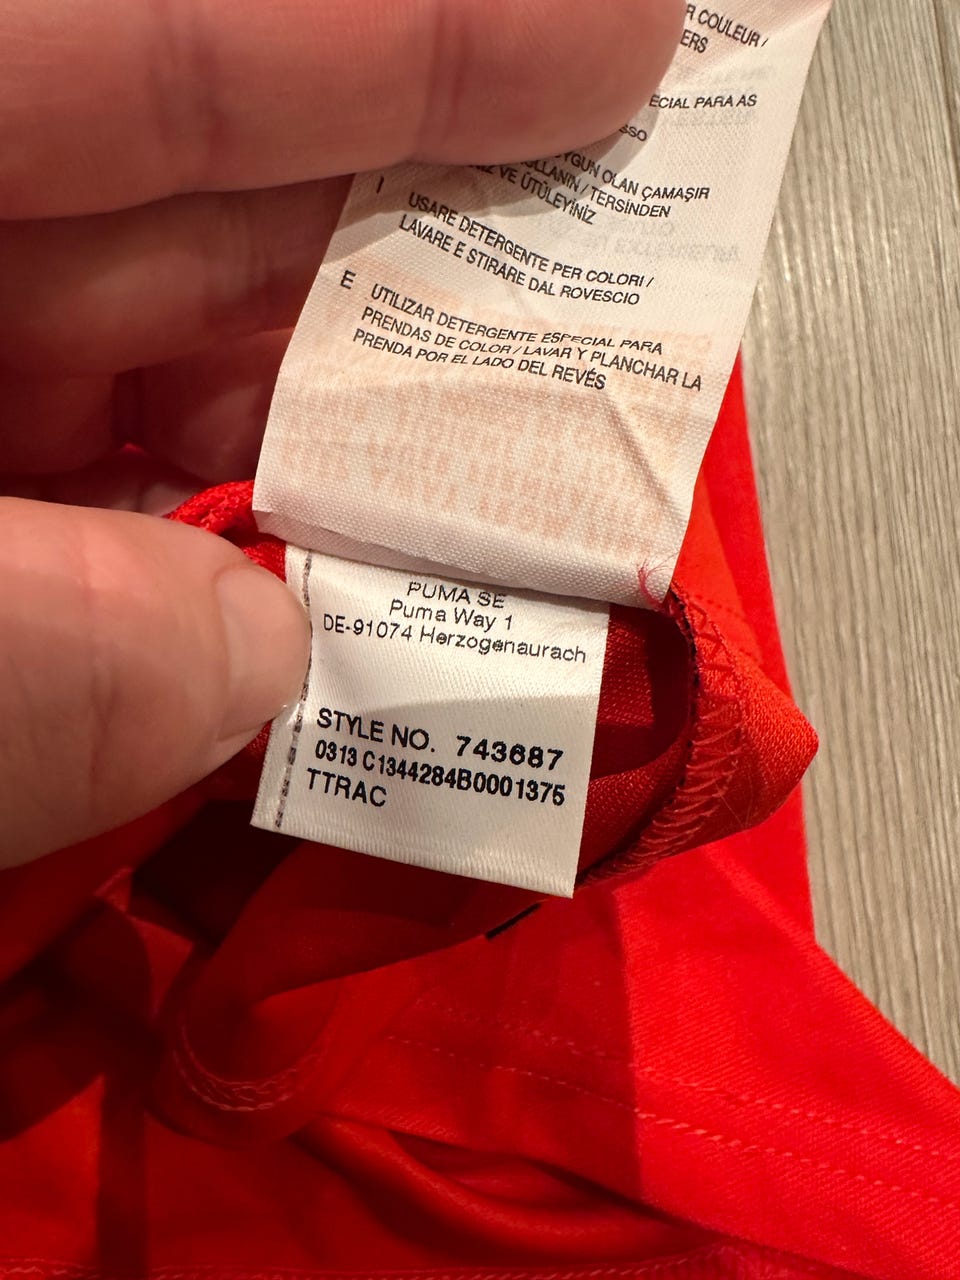 R COULEUR /
ERS
ECIAL PARA AS
SSO
YGUN OLAN ÇAMAŞIR
ULLANIN / TERSİNDEN
İZ VE ÜTÜLEYİNİZ
I USARE DETERGENTE PER COLORI /
LAVARE E STIRARE DAL ROVESCIO
E UTILIZAR DETERGENTE ESPECIAL PARA
PRENDAS DE COLOR / LAVAR Y PLANCHAR LA
PRENDA POR EL LADO DEL REVÉS
PUMA SE
Puma Way 1
DE-91074 Herzogenaurach
STYLE NO. 743687
0313 C1344284B0001375
TTRAC